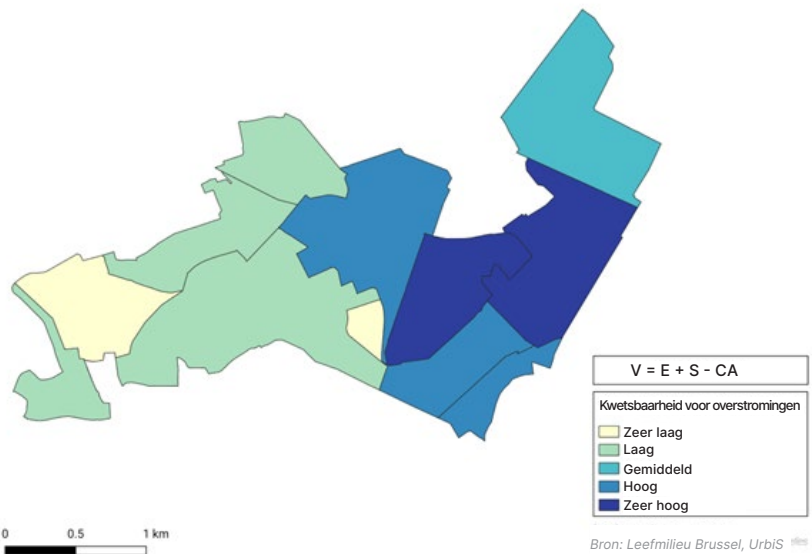 V = E + S - CA
Kwetsbaarheid voor overstromingen
Zeer laag
Laag
Gemiddeld
Hoog
Zeer hoog
0 0.5 1 km
Bron: Leefmilieu Brussel, UrbiS